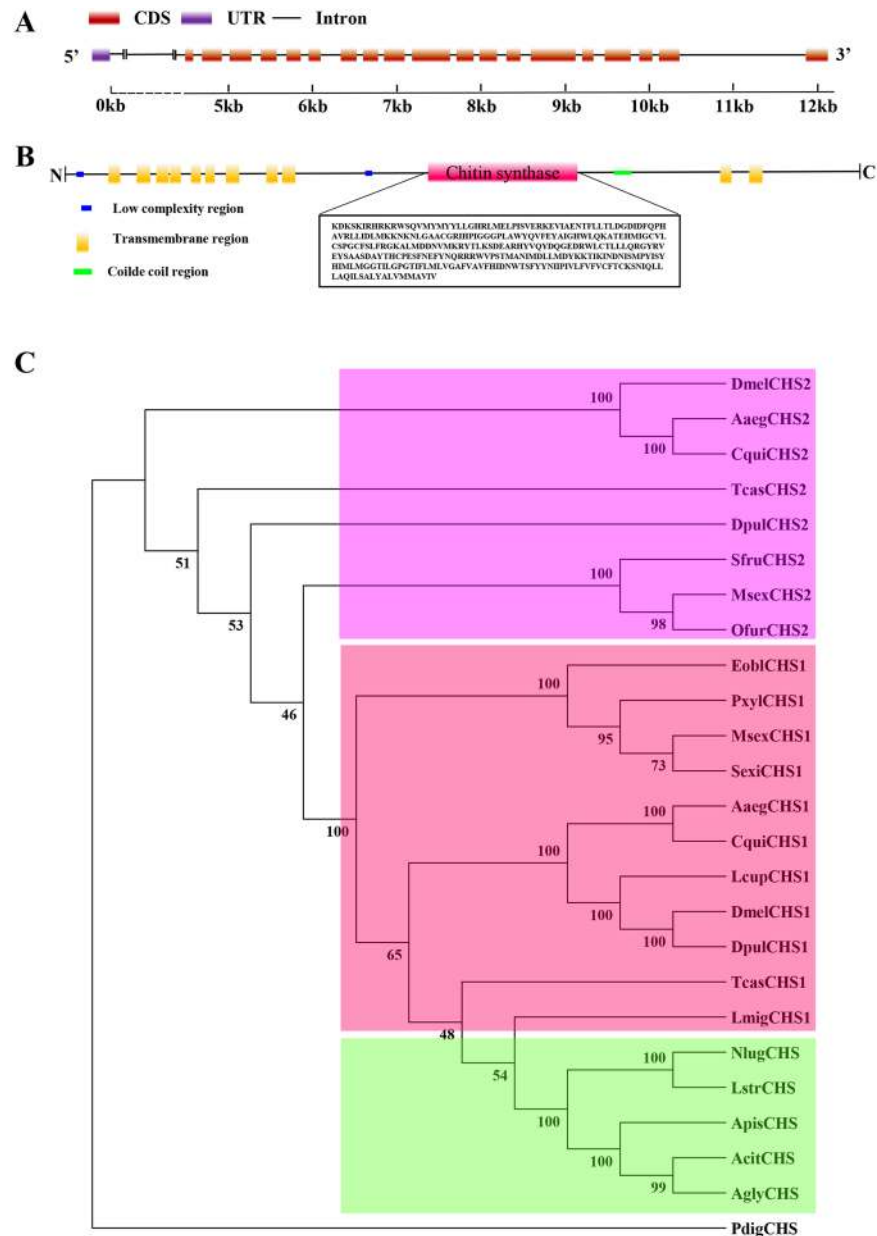 A
CDS UTR Intron
5’ 3’
0kb 5kb 6kb 7kb 8kb 9kb 10kb 11kb 12kb
B
N Chitin synthase C
Low complexity region
Transmembrane region
Coilde coil region
KDKSKIRHRKRWSQVMYMYYLLGHRLMELPISVERKEVIAENTFLLTLDGDIDFQPH
AVRLLIDLMKKNKNLGAACGRIHPIGGGPLAWYQVFEYAIGHWLQKATEHMIGCVL
CSPGCFSLFRGKALMDDNVMKRYTLKSDEARHYVQYDQGEDRWLCTLLLQRGYRV
EYSAASDAYTHCPESFNEFYNQRRRWVPSTMANIMDLLMDYKKTIKINDNISMPYISY
HIMLMGGTILGPGTIFLMLVGAFVAVFHIDNWTSFYYNIIPIVLFVFVCFTCKSNIQLL
LAQILSALYALVMMAVIV
C
DmelCHS2
100
AaegCHS2
100
CquiCHS2
TcasCHS2
DpulCHS2
51
SfruCHS2
100
MsexCHS2
53
98
OfurCHS2
EoblCHS1
100
PxylCHS1
46
95
MsexCHS1
73
SexiCHS1
AaegCHS1
100
100
CquiCHS1
100
LcupCHS1
100
DmelCHS1
100
DpulCHS1
65
TcasCHS1
LmigCHS1
48
NlugCHS
100
54
LstrCHS
ApisCHS
100
100
AcitCHS
99
AglyCHS
PdigCHS